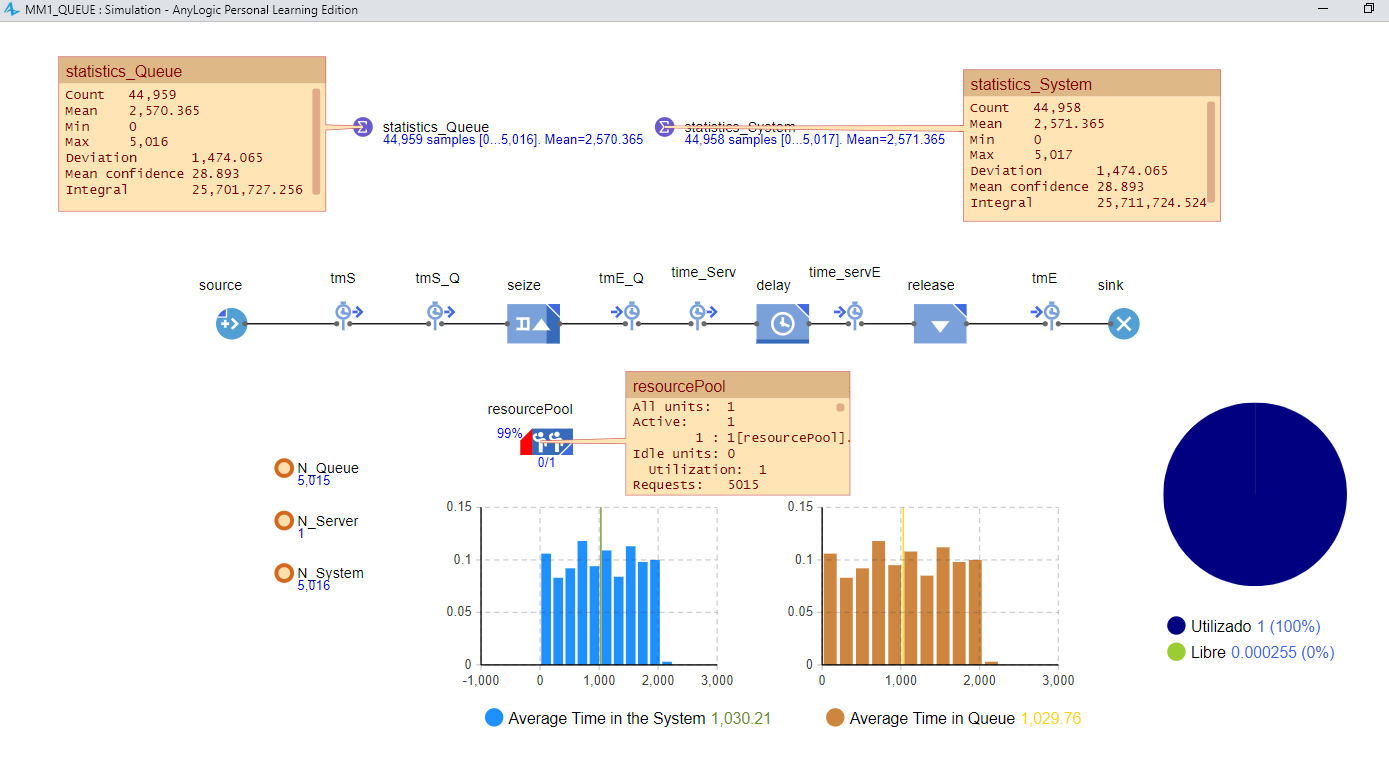 MM1_QUEUE : Simulation - AnyLogic Personal Learning Edition
statistics_Queue
Count 44,959
Mean 2,570.365
Min 0
Max 5,016
Deviation 1,474.065
Mean confidence 28.893
Integral 25,701,727.256
statistics_Queue
44,959 samples [0...5,016]. Mean=2,570.365
statistics_System
44,958 samples [0...5,017]. Mean=2,571.365
statistics_System
Count 44,958
Mean 2,571.365
Min 0
Max 5,017
Deviation 1,474.065
Mean confidence 28.893
Integral 25,711,724.524
source
tmS
tmS_Q
seize
tmE_Q
time_Serv
delay
time_servE
release
tmE
sink
resourcePool
99%
0/1
resourcePool
All units: 1
Active: 1
1 : 1[resourcePool].
Idle units: 0
Utilization: 1
Requests: 5015
N_Queue
5,015
N_Server
1
N_System
5,016
0.15
0.1
0.05
0
-1,000 0 1,000 2,000 3,000
Average Time in the System 1,030.21
0.15
0.1
0.05
0
0 1,000 2,000 3,000
Average Time in Queue 1,029.76
Utilizado 1 (100%)
Libre 0.000255 (0%)